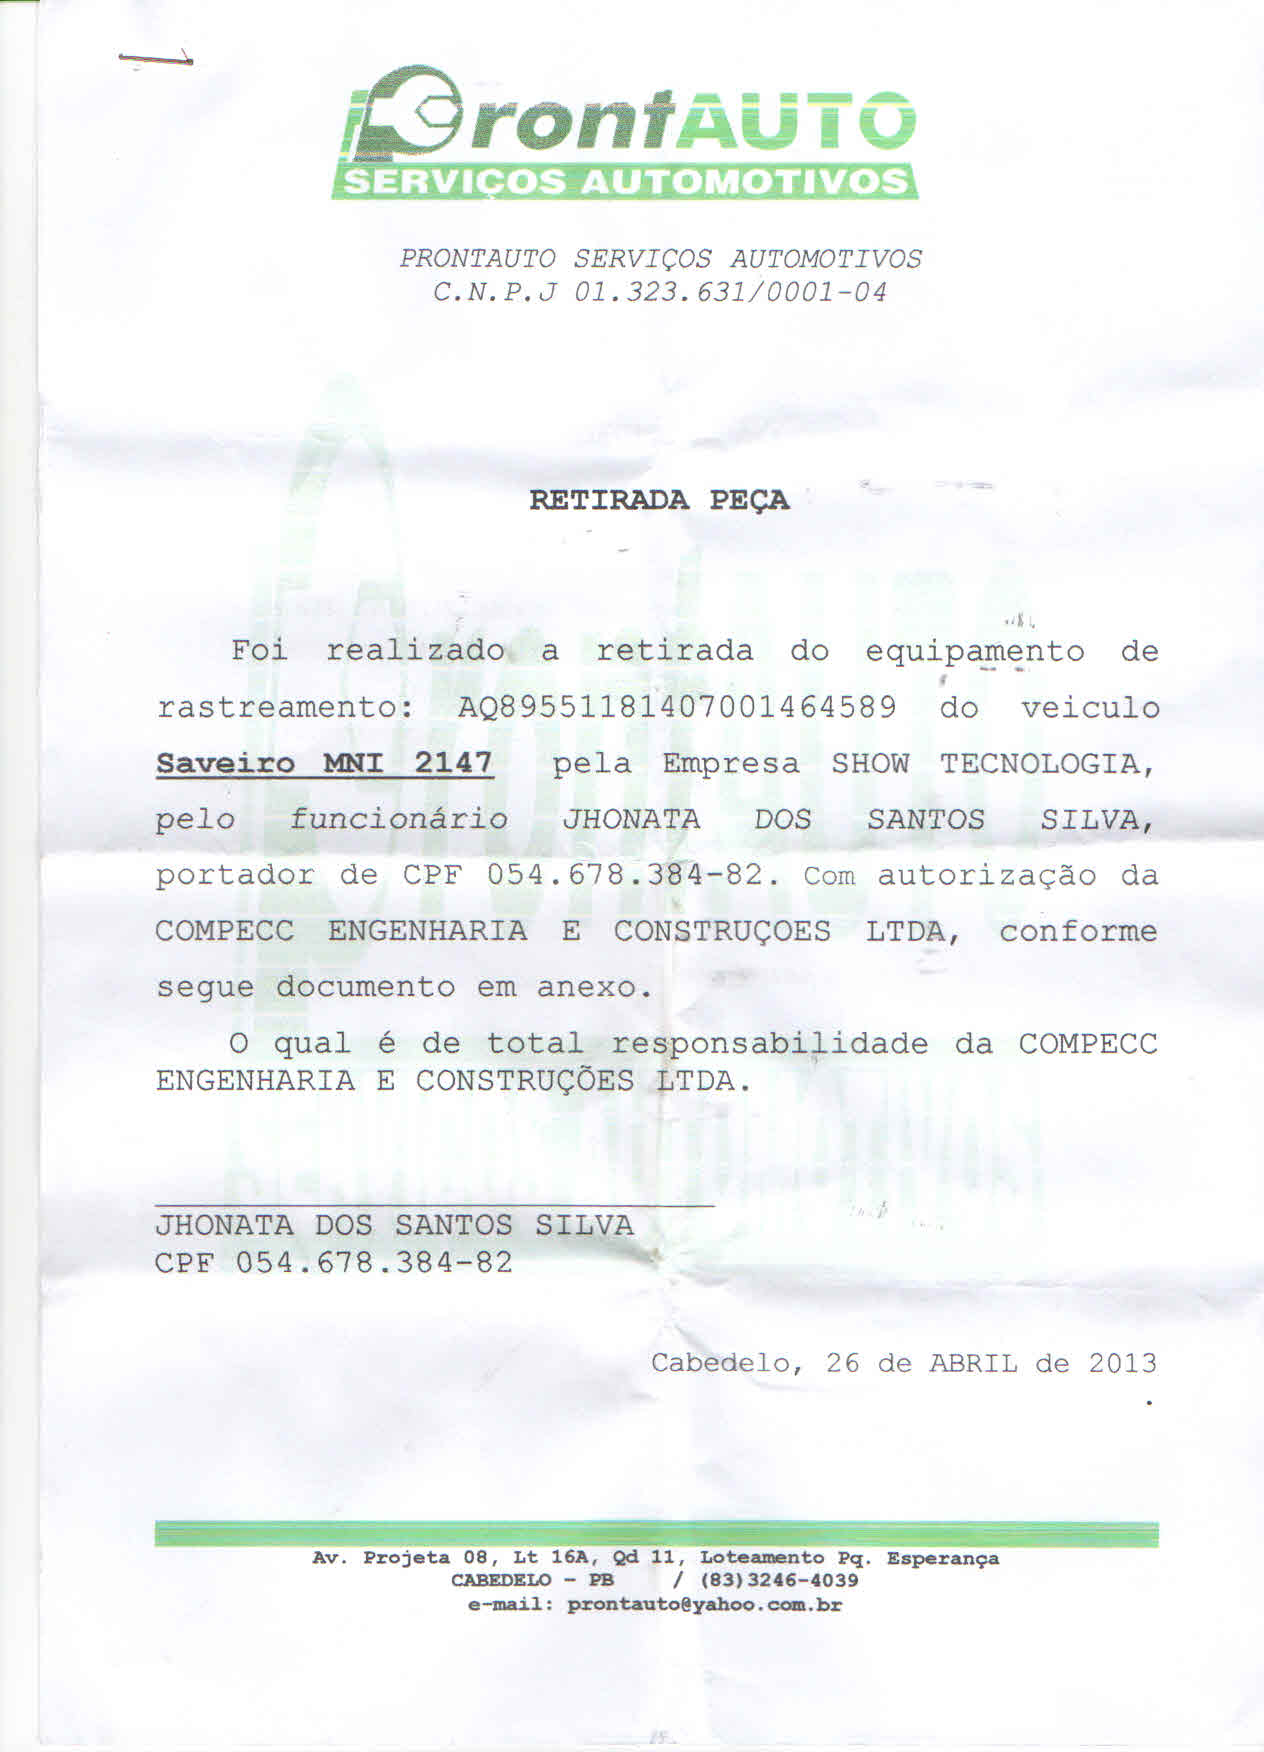 ProntAUTO
SERVIÇOS AUTOMOTIVOS
PRONTAUTO SERVIÇOS AUTOMOTIVOS
C.N.P.J 01.323.631/0001-04
RETIRADA PEÇA
Foi realizado a retirada do equipamento de
rastreamento: AQ89551181407001464589 do veiculo
Saveiro MNI 2147 pela Empresa SHOW TECNOLOGIA,
pelo funcionário JHONATA DOS SANTOS SILVA,
portador de CPF 054.678.384-82. Com autorização da
COMPECC ENGENHARIA E CONSTRUÇOES LTDA, conforme
segue documento em anexo.
O qual é de total responsabilidade da COMPECC
ENGENHARIA E CONSTRUÇÕES LTDA.
JHONATA DOS SANTOS SILVA
CPF 054.678.384-82
Cabedelo, 26 de ABRIL de 2013
.
Av. Projeta 08, Lt 16A, Qd 11, Loteamento Pq. Esperança
CABEDELO - PB / (83)3246-4039
e-mail: prontauto@yahoo.com.br